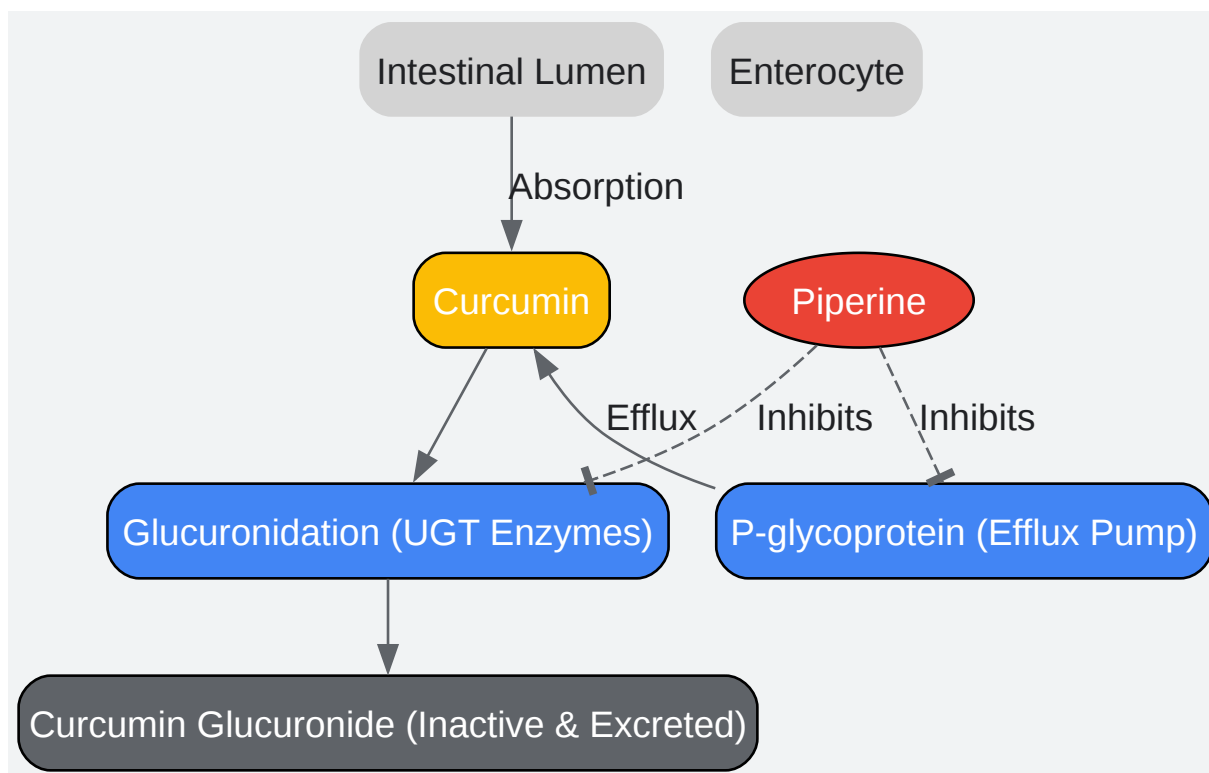 Intestinal Lumen
Enterocyte
Absorption
Curcumin
Piperine
Efflux
Inhibits
Inhibits
Glucuronidation (UGT Enzymes)
P-glycoprotein (Efflux Pump)
Curcumin Glucuronide (Inactive & Excreted)